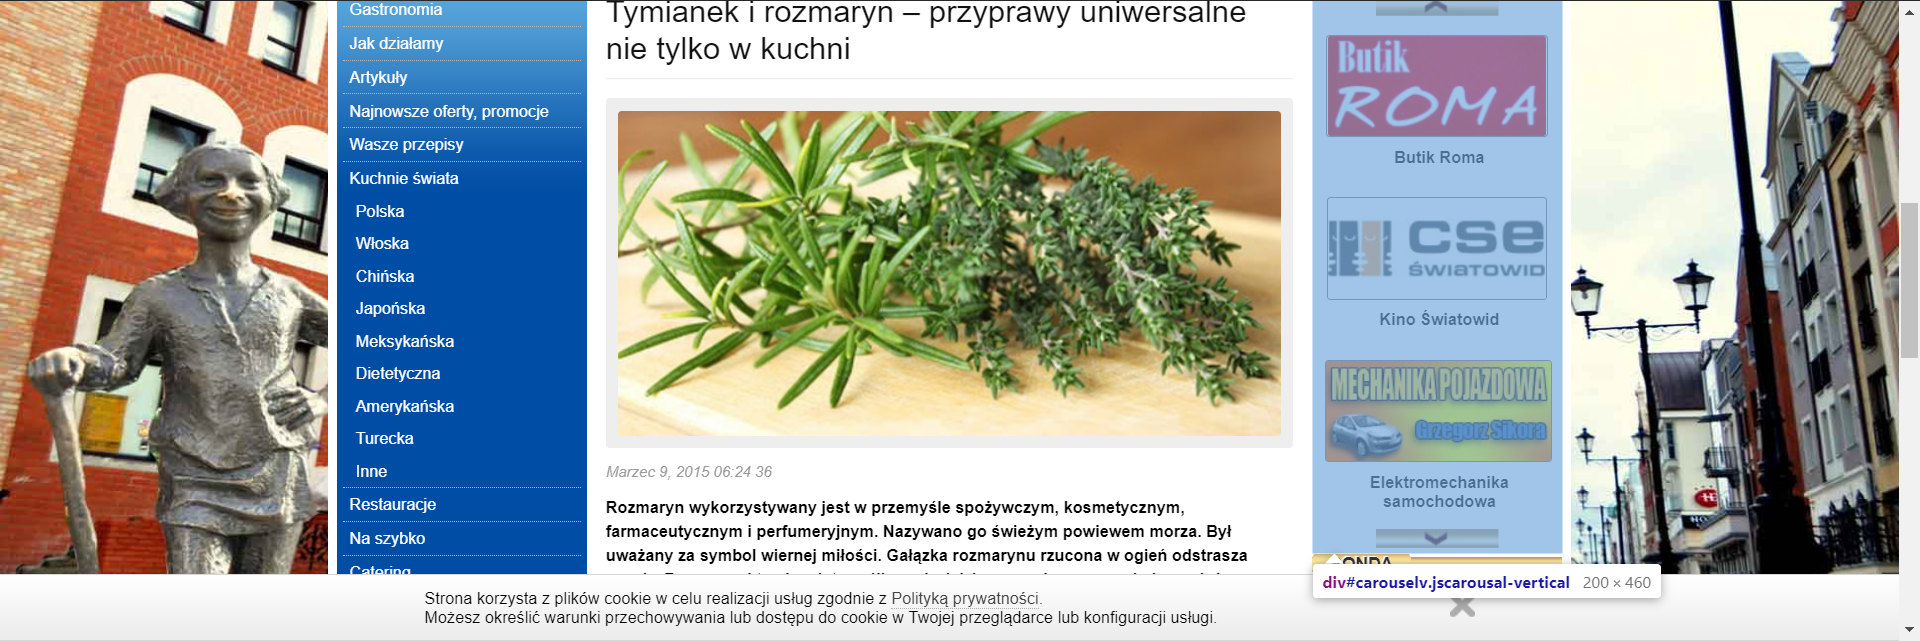 Gastronomia
Jak działamy
Artykuły
Najnowsze oferty, promocje
Wasze przepisy
Kuchnie świata
Polska
Włoska
Chińska
Japońska
Meksykańska
Dietetyczna
Amerykańska
Turecka
Inne
Restauracje
Na szybko
Catering
Tymianek i rozmaryn – przyprawy uniwersalne
nie tylko w kuchni
Marzec 9, 2015 06:24 36
Rozmaryn wykorzystywany jest w przemyśle spożywczym, kosmetycznym,
farmaceutycznym i perfumeryjnym. Nazywano go świeżym powiewem morza. Był
uważany za symbol wiernej miłości. Gałązka rozmarynu rzucona w ogień odstrasza
Butik
ROMA
Butik Roma
cse
ŚWIATOWID
Kino Światowid
MECHANIKA POJAZDOWA
Grzegorz Sikora
Elektromechanika
samochodowa
div#carouselv.jscarousal-vertical 200 × 460
Strona korzysta z plików cookie w celu realizacji usług zgodnie z Polityką prywatności.
Możesz określić warunki przechowywania lub dostępu do cookie w Twojej przeglądarce lub konfiguracji usługi.